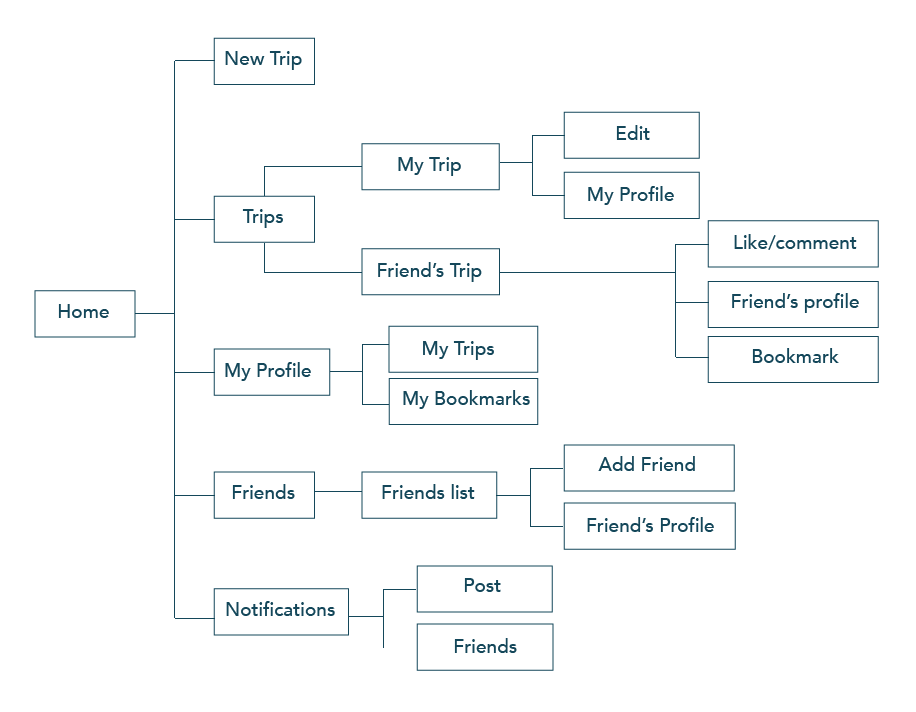 New Trip
Edit
My Trip
My Profile
Trips
Like/comment
Friend’s Trip
Friend’s profile
Home
My Trips
Bookmark
My Profile
My Bookmarks
Add Friend
Friends
Friends list
Friend’s Profile
Post
Notifications
Friends